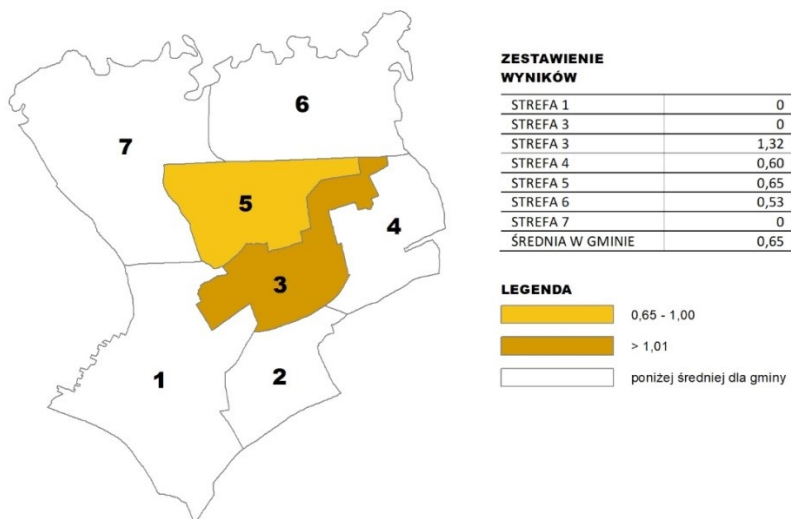 6
7
5
4
3
1
2
ZESTAWIENIE
WYNIKÓW
STREFA 1 0
STREFA 3 0
STREFA 3 1,32
STREFA 4 0,60
STREFA 5 0,65
STREFA 6 0,53
STREFA 7 0
ŚREDNIA W GMINIE 0,65
LEGENDA
0,65 - 1,00
> 1,01
poniżej średniej dla gminy